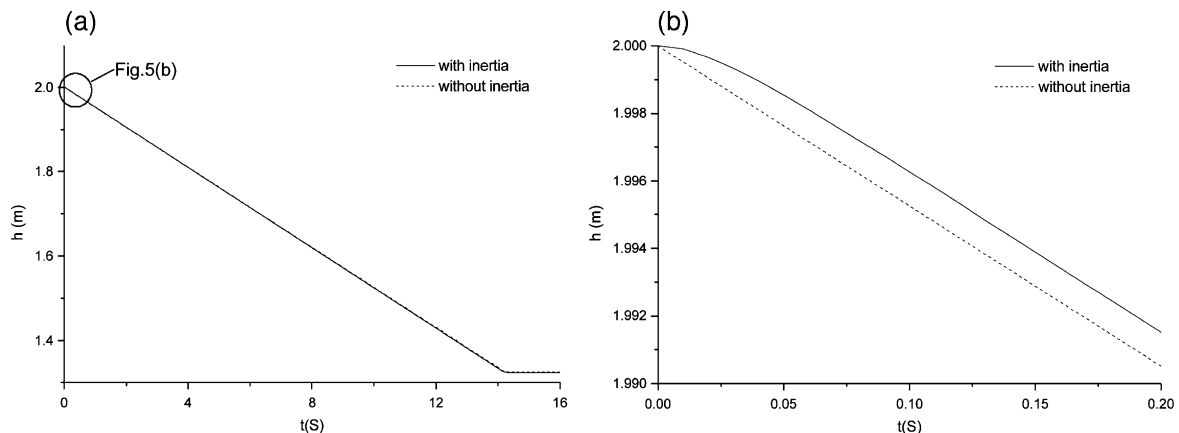 (a)
Fig.5(b)
with inertia
without inertia
2.0
1.8
1.6
1.4
h (m)
0
4
8
12
16
t(S)
(b)
with inertia
without inertia
2.000
1.998
1.996
1.994
1.992
1.990
h (m)
0.00
0.05
0.10
0.15
0.20
t(S)